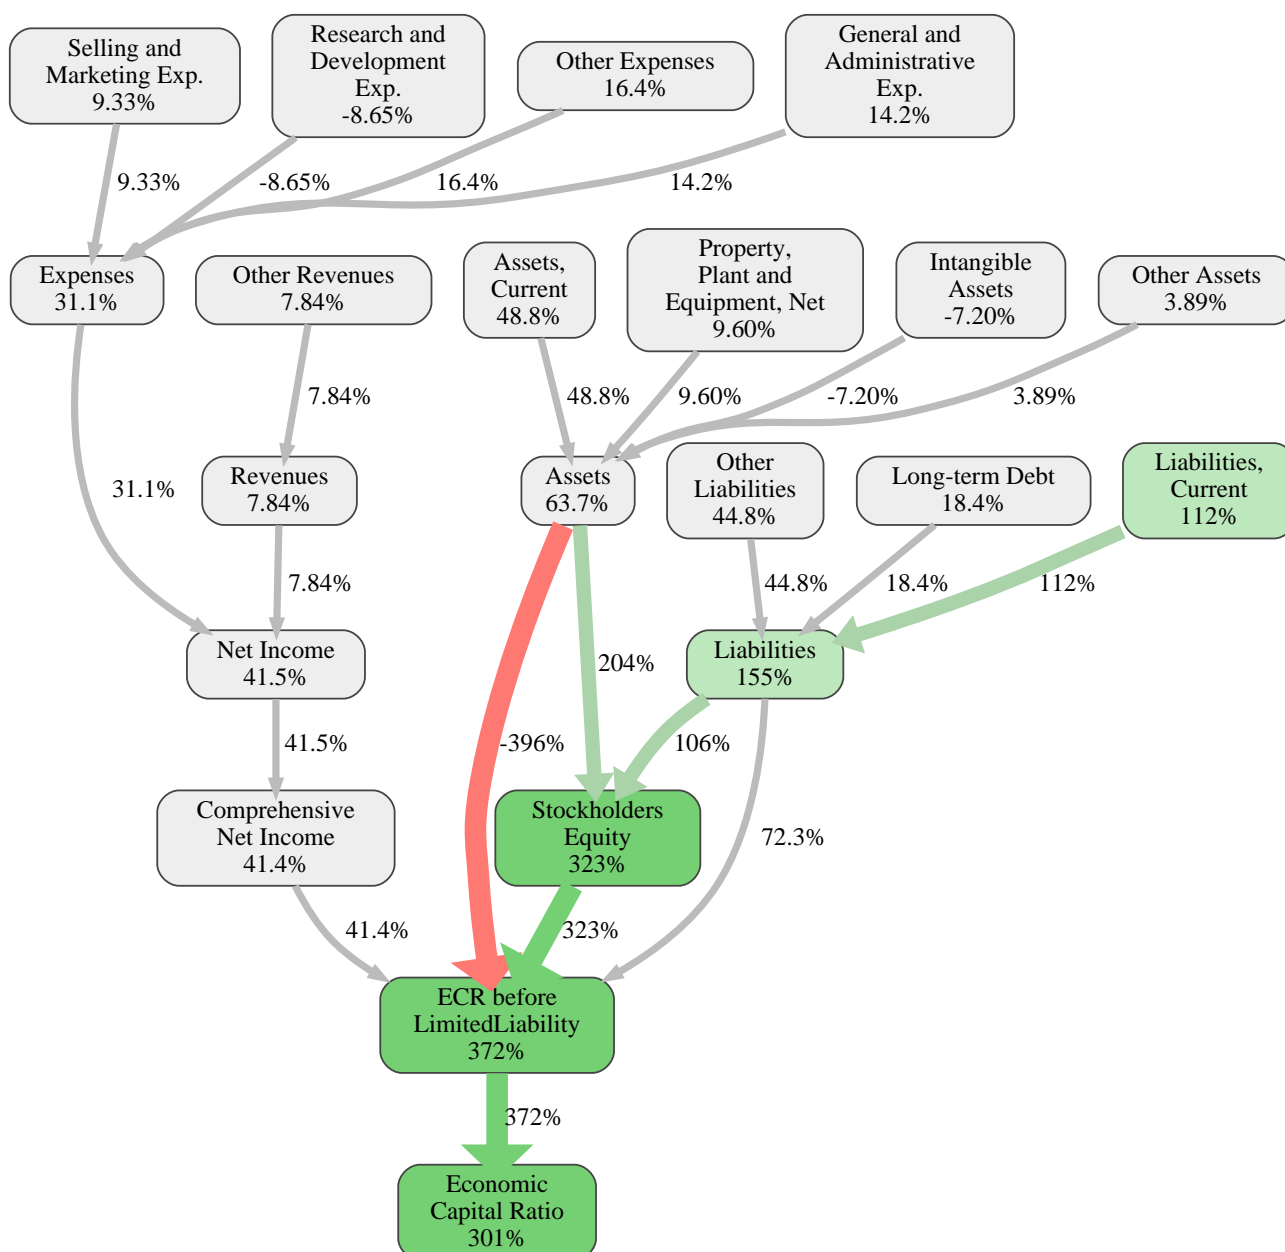 Selling and
Marketing Exp.
9.33%
Research and
Development
Exp.
-8.65%
Other Expenses
16.4%
General and
Administrative
Exp.
14.2%
9.33%
-8.65%
16.4%
14.2%
Expenses
31.1%
Other Revenues
7.84%
Assets,
Current
48.8%
Property,
Plant and
Equipment, Net
9.60%
Intangible
Assets
-7.20%
Other Assets
3.89%
7.84%
48.8%
9.60%
-7.20%
3.89%
31.1%
Revenues
7.84%
Assets
63.7%
Other
Liabilities
44.8%
Long-term Debt
18.4%
Liabilities,
Current
112%
7.84%
44.8%
18.4%
112%
Net Income
41.5%
204%
Liabilities
155%
41.5%
-396%
106%
Comprehensive
Net Income
41.4%
Stockholders
Equity
323%
72.3%
41.4%
323%
ECR before
LimitedLiability
372%
372%
Economic
Capital Ratio
301%